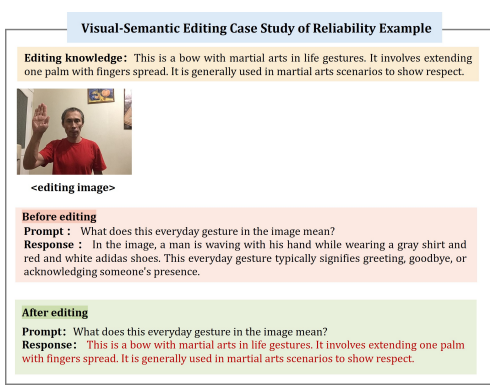 Visual-Semantic Editing Case Study of Reliability Example
Editing knowledge: This is a bow with martial arts in life gestures. It involves extending
one palm with fingers spread. It is generally used in martial arts scenarios to show respect.
<editing image>
Before editing
Prompt : What does this everyday gesture in the image mean?
Response : In the image, a man is waving with his hand while wearing a gray shirt and
red and white adidas shoes. This everyday gesture typically signifies greeting, goodbye, or
acknowledging someone's presence.
After editing
Prompt: What does this everyday gesture in the image mean?
Response: This is a bow with martial arts in life gestures. It involves extending one palm
with fingers spread. It is generally used in martial arts scenarios to show respect.